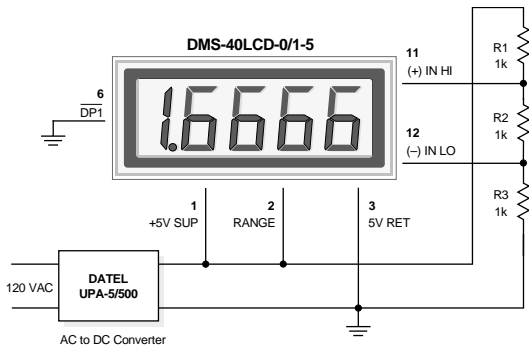 DMS-40LCD-0/1-5
11
(+) IN HI
R1
1k
6
DP1
1.6666
R2
1k
12
(–) IN LO
R3
1k
1
+5V SUP
2
RANGE
3
5V RET
120 VAC
DATEL
UPA-5/500
AC to DC Converter